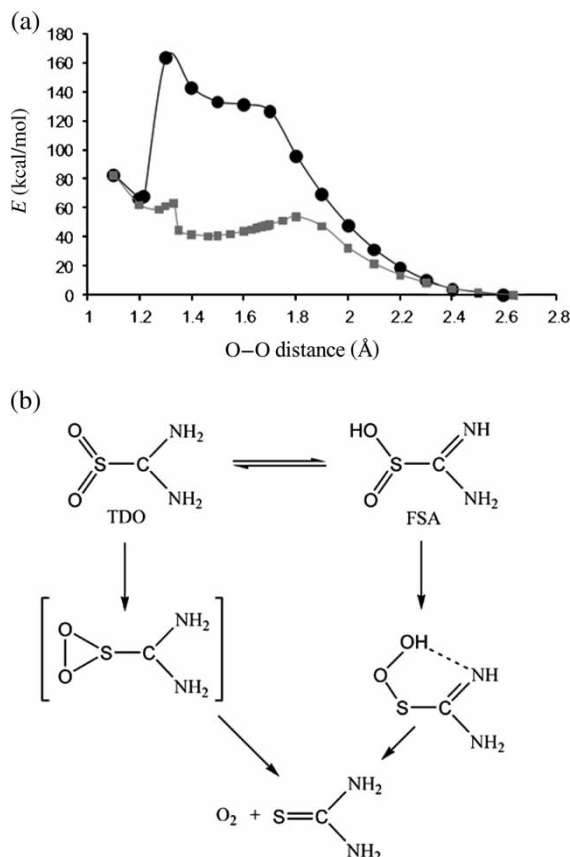 (a)
180
160
140
120
100
80
60
40
20
0
E (kcal/mol)
1 1.2 1.4 1.6 1.8 2 2.2 2.4 2.6 2.8
O–O distance (Å)
(b)
O NH2 HO NH
S C S C
O NH2 O NH2
TDO FSA
O NH2 OH
S C O NH
O NH2 S C
NH2
NH2
O2 + S=C
NH2